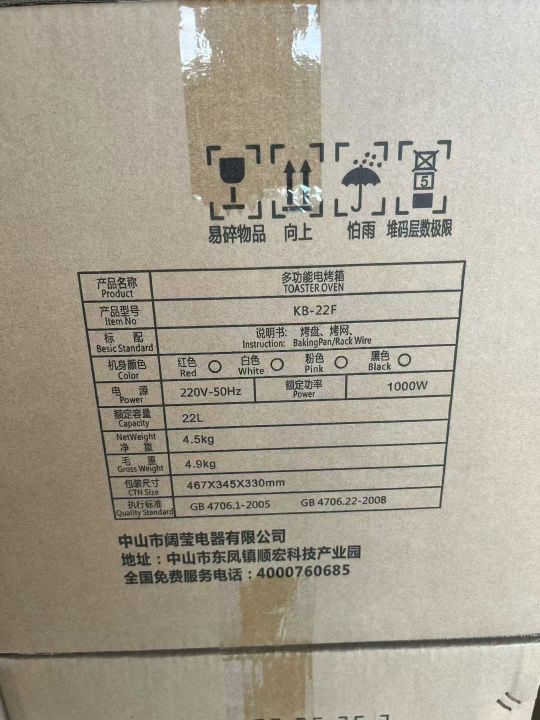 5
易碎物品 向上 怕雨 堆码层数极限
产品名称 多功能电烤箱
Product TOASTER OVEN
产品型号 KB-22F
Item No
标 配 说明书: 烤盘、烤网、
Besic Standard Instruction: BakingPan/Rack Wire
机身颜色 红色 白色 粉色 黑色
Color Red White Pink Black
电 源 220V-50Hz 额定功率 1000W
Power Power
额定容量 22L
Capacity
NetWeight 4.5kg
净 重
毛 重 4.9kg
Gross Weight
包装尺寸 467X345X330mm
CTN Size
执行标准 GB 4706.1-2005 GB 4706.22-2008
Quality Standard
中山市阔莹电器有限公司
地址: 中山市东凤镇顺宏科技产业园
全国免费服务电话: 4000760685